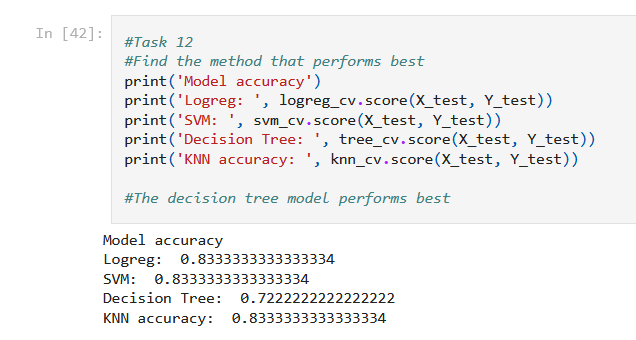 In [42]:
#Task 12
#Find the method that performs best
print('Model accuracy')
print('Logreg: ', logreg_cv.score(X_test, Y_test))
print('SVM: ', svm_cv.score(X_test, Y_test))
print('Decision Tree: ', tree_cv.score(X_test, Y_test))
print('KNN accuracy: ', knn_cv.score(X_test, Y_test))
#The decision tree model performs best
Model accuracy
Logreg:  0.8333333333333334
SVM:  0.8333333333333334
Decision Tree:  0.7222222222222222
KNN accuracy:  0.8333333333333334